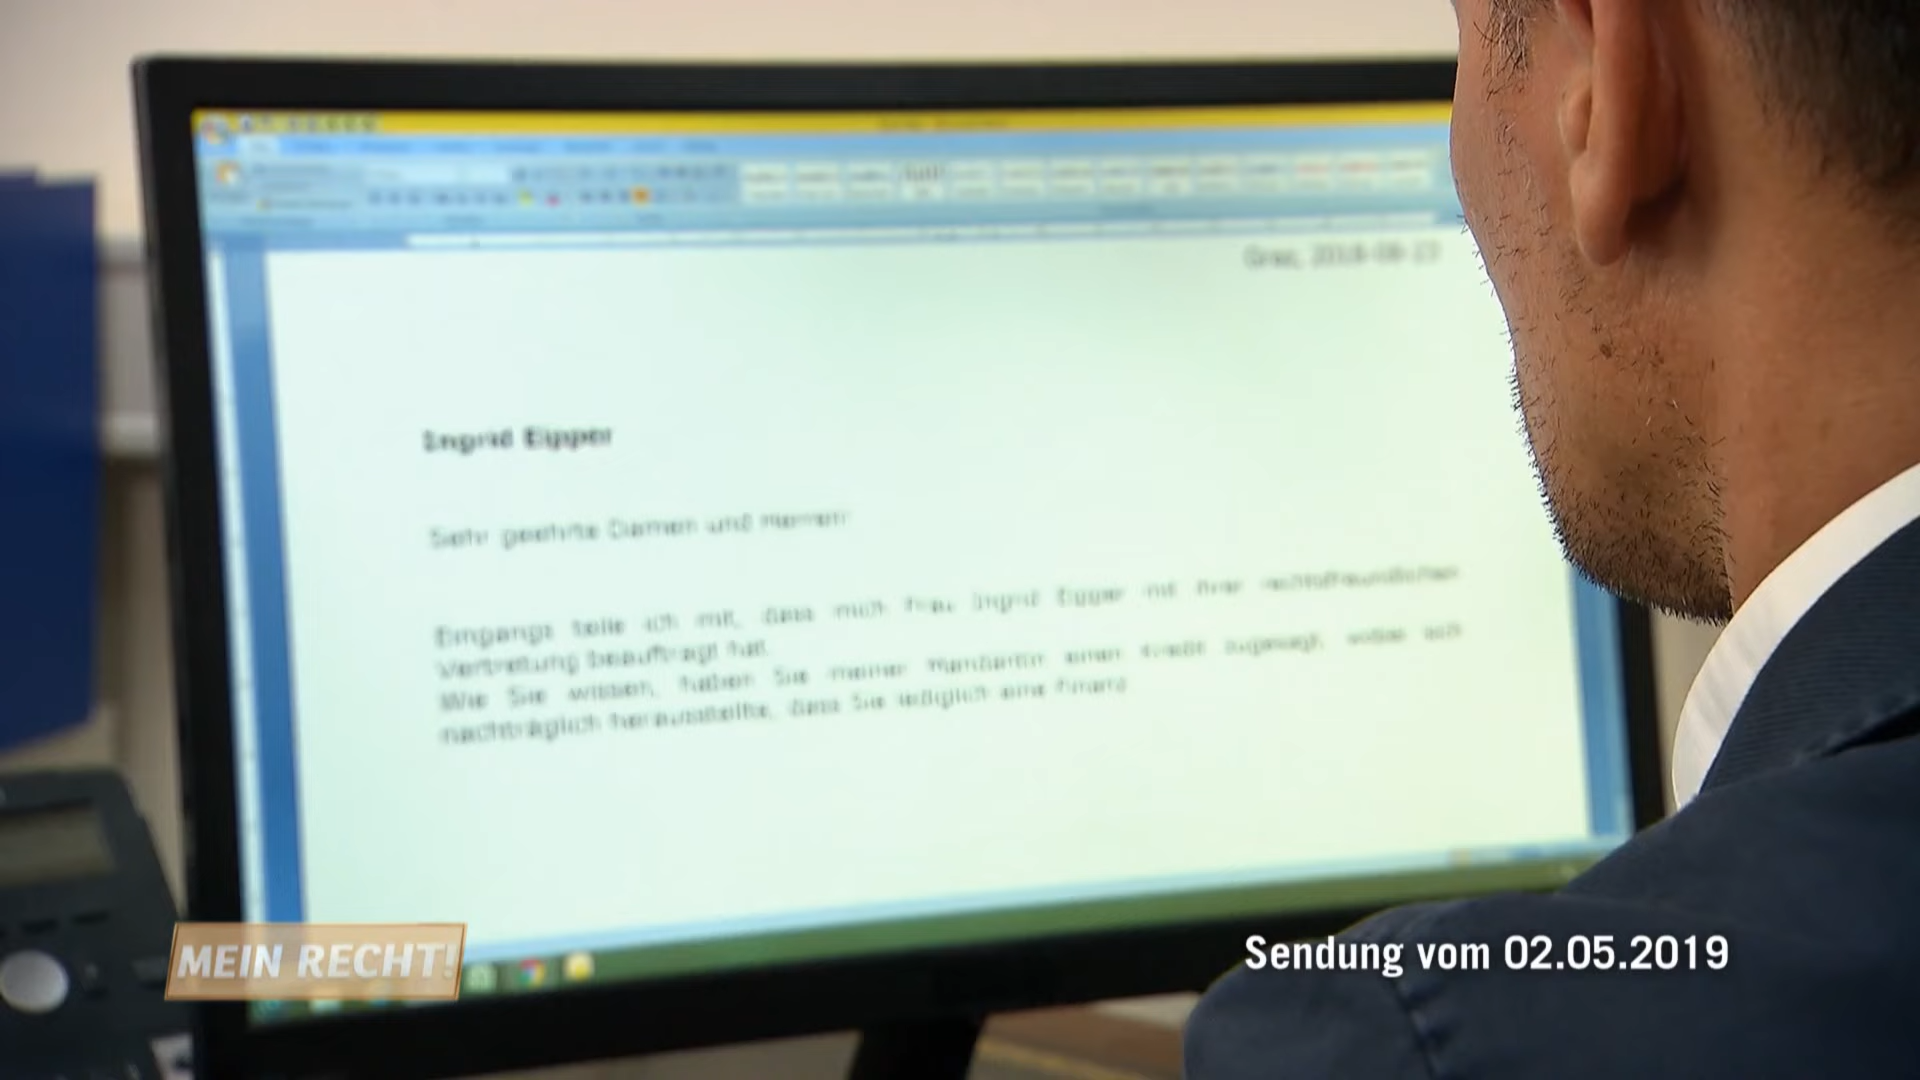 Graz, 2018-08-23
Ingrid Eipper
Sehr geehrte Damen und Herren!
Eingangs teile ich mit, dass mich Frau Ingrid Eipper mit ihrer rechtsfreundlichen
Vertretung beauftragt hat.
Wie Sie wissen, haben Sie meiner Mandantin einen Kredit zugesagt, wobei sich
nachträglich herausstellte, dass Sie lediglich eine Finanz
MEIN RECHT!
Sendung vom 02.05.2019